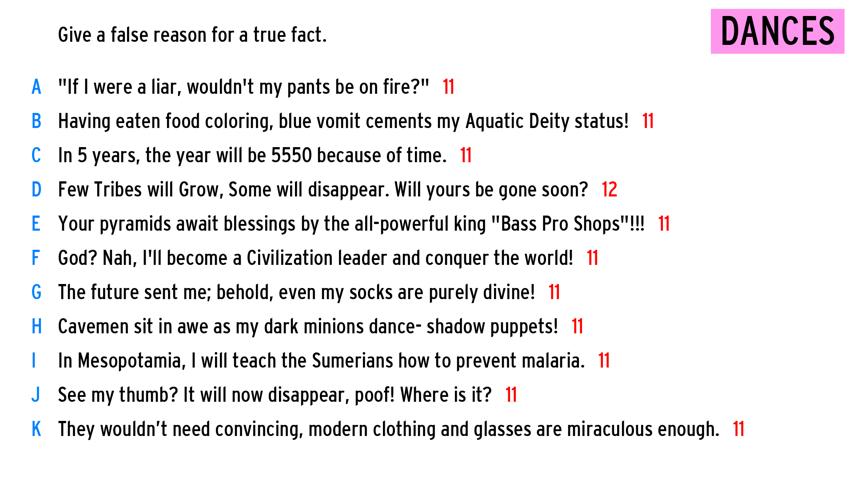 Give a false reason for a true fact.
DANCES
A "If I were a liar, wouldn't my pants be on fire?" 11
B Having eaten food coloring, blue vomit cements my Aquatic Deity status! 11
C In 5 years, the year will be 5550 because of time. 11
D Few Tribes will Grow, Some will disappear. Will yours be gone soon? 12
E Your pyramids await blessings by the all-powerful king "Bass Pro Shops"!!! 11
F God? Nah, I'll become a Civilization leader and conquer the world! 11
G The future sent me; behold, even my socks are purely divine! 11
H Cavemen sit in awe as my dark minions dance- shadow puppets! 11
I In Mesopotamia, I will teach the Sumerians how to prevent malaria. 11
J See my thumb? It will now disappear, poof! Where is it? 11
K They wouldn’t need convincing, modern clothing and glasses are miraculous enough. 11